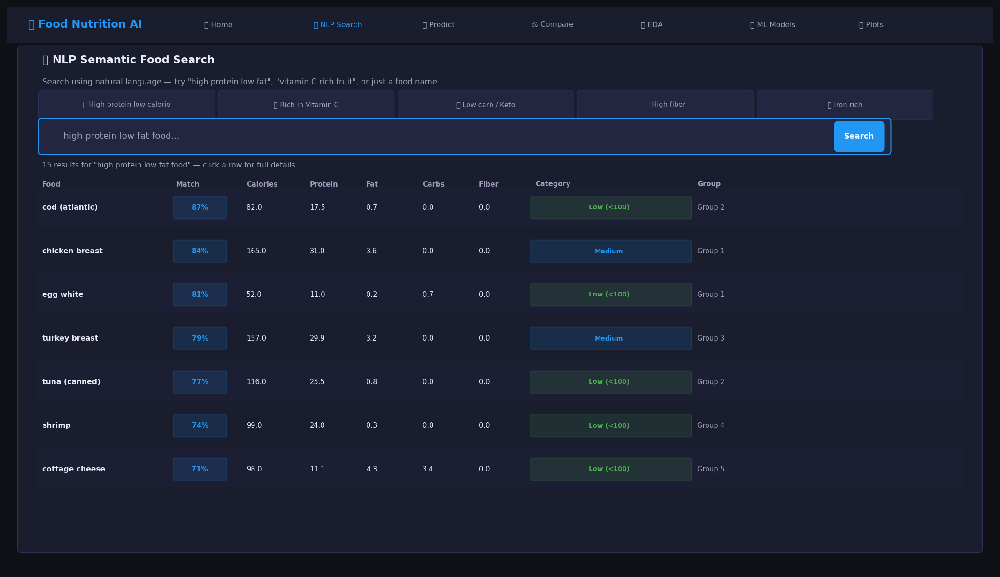 Food Nutrition AI Home NLP Search Predict ⚖ Compare EDA ML Models Plots
NLP Semantic Food Search
Search using natural language — try "high protein low fat", "vitamin C rich fruit", or just a food name
High protein low calorie Rich in Vitamin C Low carb / Keto High fiber Iron rich
high protein low fat food... Search
15 results for "high protein low fat food" — click a row for full details
Food Match Calories Protein Fat Carbs Fiber Category Group
cod (atlantic) 87% 82.0 17.5 0.7 0.0 0.0 Low (<100) Group 2
chicken breast 84% 165.0 31.0 3.6 0.0 0.0 Medium Group 1
egg white 81% 52.0 11.0 0.2 0.7 0.0 Low (<100) Group 1
turkey breast 79% 157.0 29.9 3.2 0.0 0.0 Medium Group 3
tuna (canned) 77% 116.0 25.5 0.8 0.0 0.0 Low (<100) Group 2
shrimp 74% 99.0 24.0 0.3 0.0 0.0 Low (<100) Group 4
cottage cheese 71% 98.0 11.1 4.3 3.4 0.0 Low (<100) Group 5